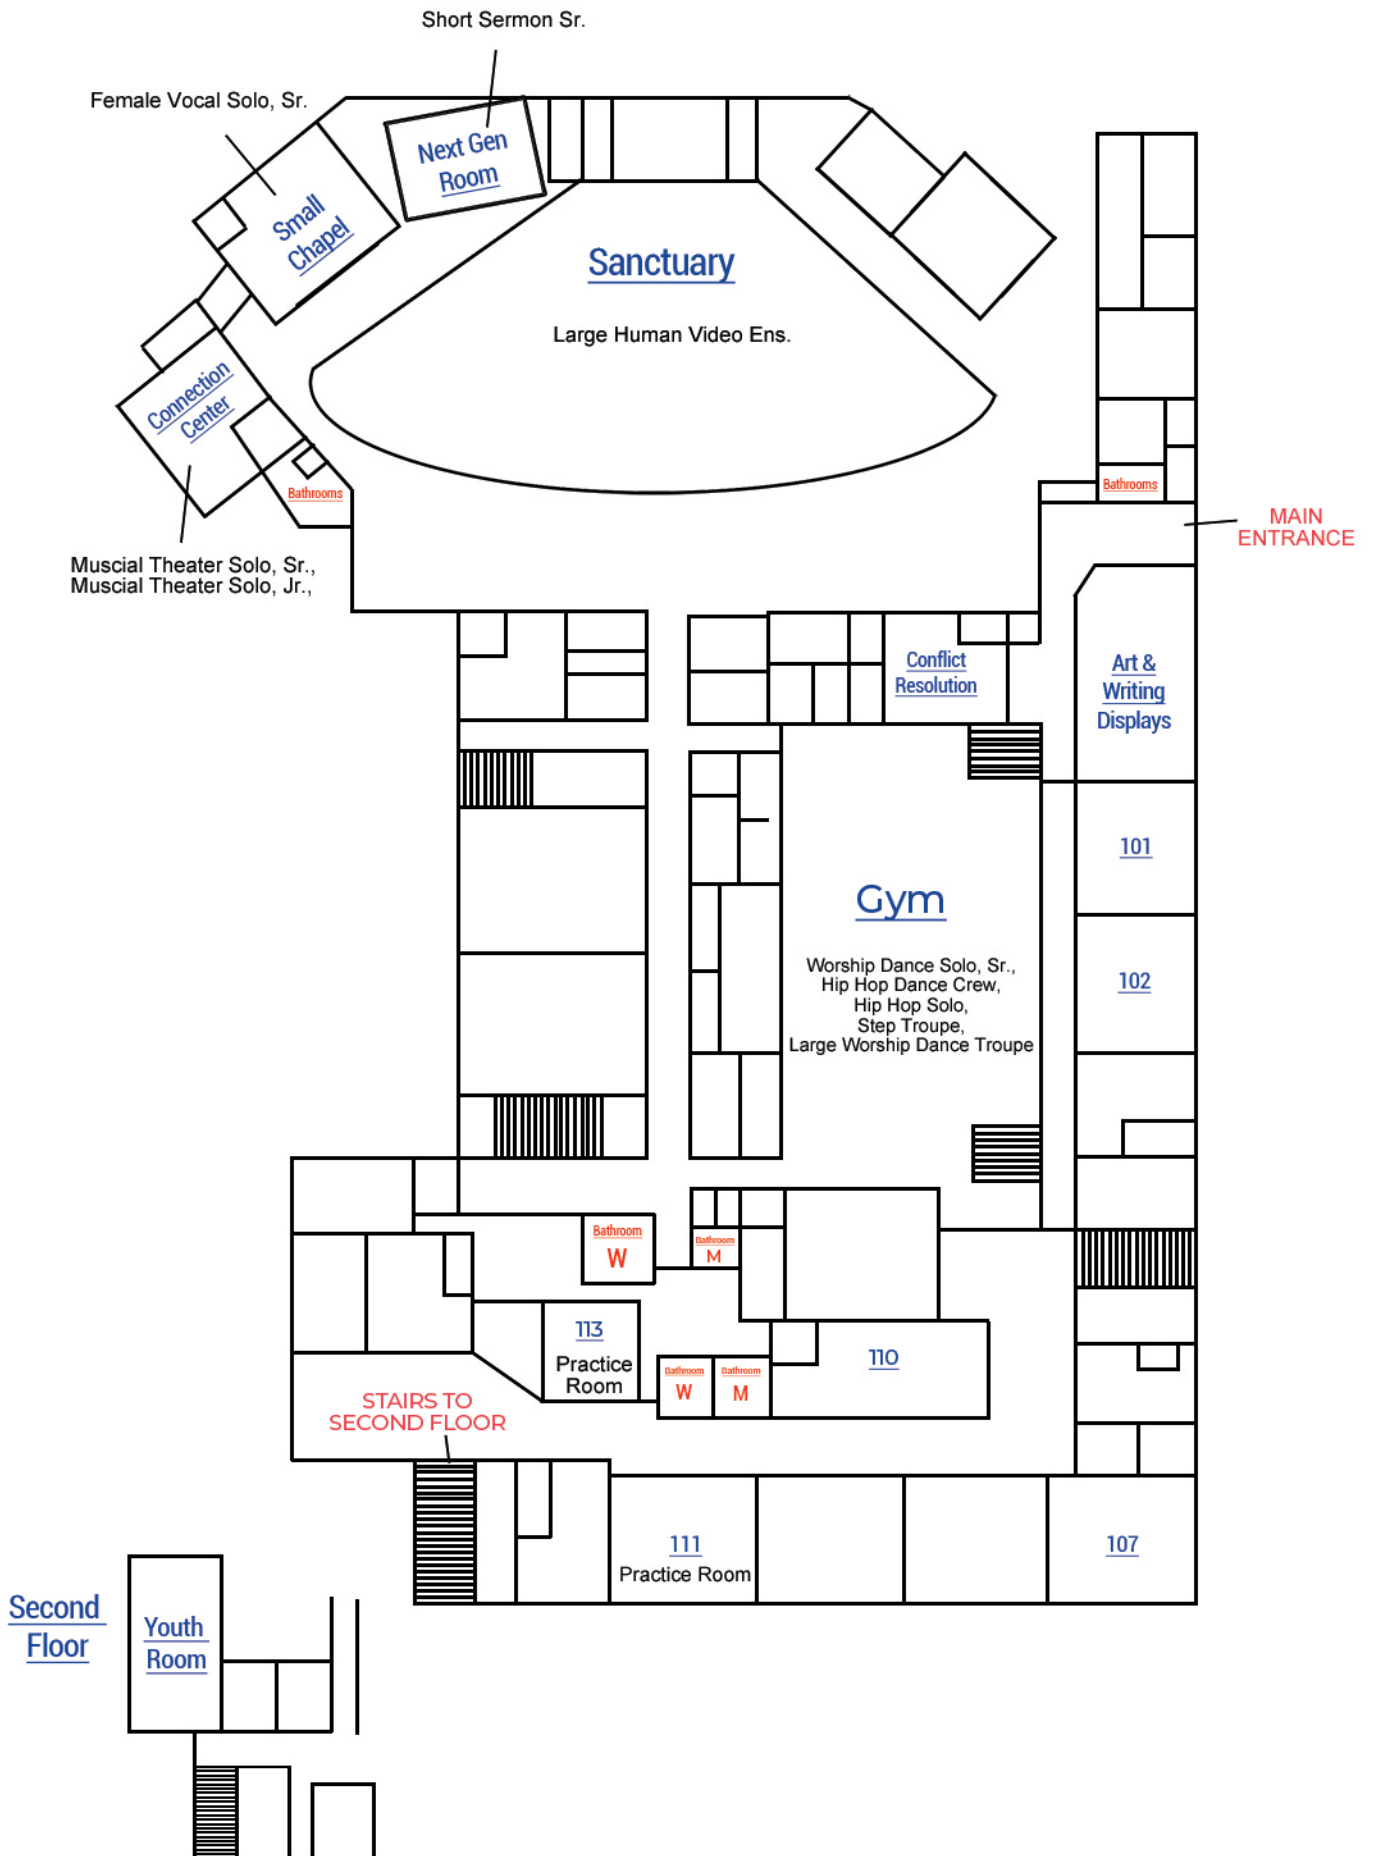 Short Sermon Sr.
Female Vocal Solo, Sr.
Next Gen
Room
Small
Chapel
Sanctuary
Large Human Video Ens.
Connection
Center
Bathrooms
Bathrooms
MAIN
ENTRANCE
Muscial Theater Solo, Sr.,
Muscial Theater Solo, Jr.,
Conflict
Resolution
Art &
Writing
Displays
101
Gym
Worship Dance Solo, Sr.,
Hip Hop Dance Crew,
Hip Hop Solo,
Step Troupe,
Large Worship Dance Troupe
102
Bathroom
W
Bathroom
M
113
Practice
Room
110
Bathroom
W
Bathroom
M
STAIRS TO
SECOND FLOOR
111
Practice Room
107
Second
Floor
Youth
Room